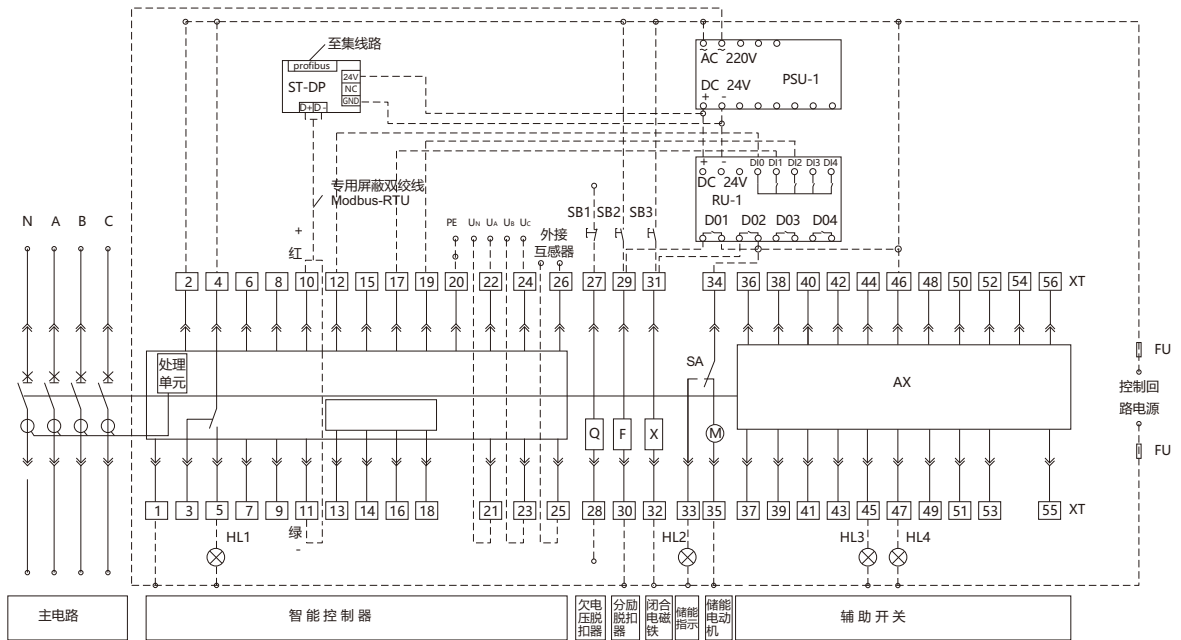 至集线路
profibus
ST-DP
24V
NC
GND
D+ D-
AC 220V
~ ~
PSU-1
DC 24V
+ -
+ - DI0 DI1 DI2 DI3 DI4
DC 24V
RU-1
D01 D02 D03 D04
专用屏蔽双绞线
Modbus-RTU
SB1 SB2 SB3
N A B C
+
红
PE UN UA UB UC
外接
互感器
2 4 6 8 10 12 15 17 19 20 22 24 26 27 29 31 34 36 38 40 42 44 46 48 50 52 54 56 XT
处理
单元
SA
AX
FU
控制回
路电源
Q F X M
FU
1 3 5 7 9 11 13 14 16 18 21 23 25 28 30 32 33 35 37 39 41 43 45 47 49 51 53 55 XT
绿
-
HL1 HL2 HL3 HL4
主电路
智能控制器
欠电
压脱
扣器
分励
脱扣
器
闭合
电磁
铁
储能
指示
储能
电动
机
辅助开关